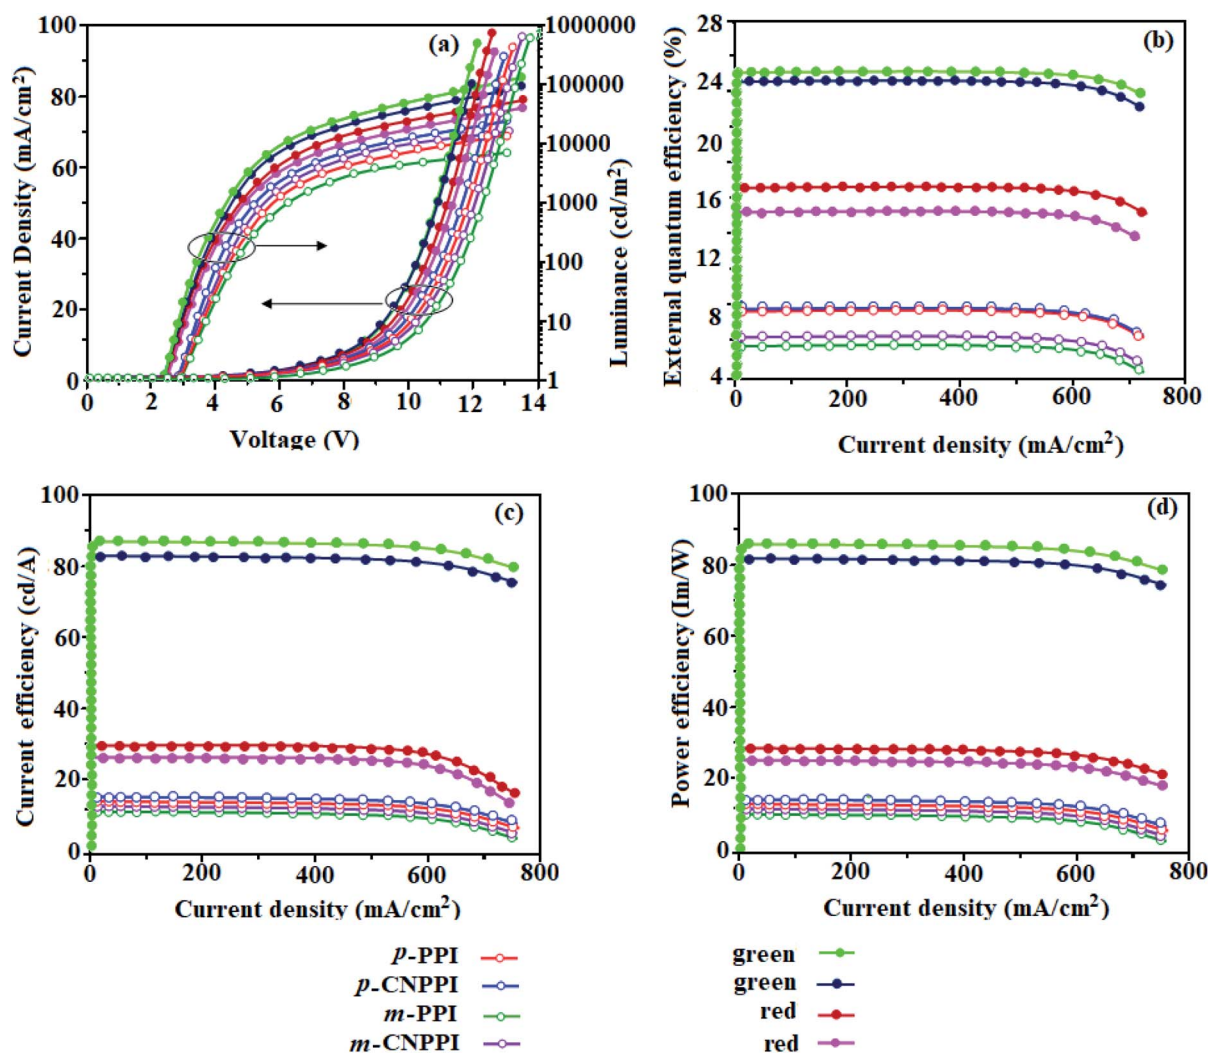 (a)
Current Density (mA/cm²)
100
80
60
40
20
0
0 2 4 6 8 10 12 14
Voltage (V)
1000000
100000
10000
1000
100
10
1
Luminance (cd/m²)
(b)
External quantum efficiency (%)
28
24
20
16
12
8
4
0 200 400 600 800
Current density (mA/cm²)
(c)
Current efficiency (cd/A)
100
80
60
40
20
0
0 200 400 600 800
Current density (mA/cm²)
(d)
Power efficiency (Im/W)
100
80
60
40
20
0
0 200 400 600 800
Current density (mA/cm²)
p-PPI
p-CNPPI
m-PPI
m-CNPPI
green
green
red
red